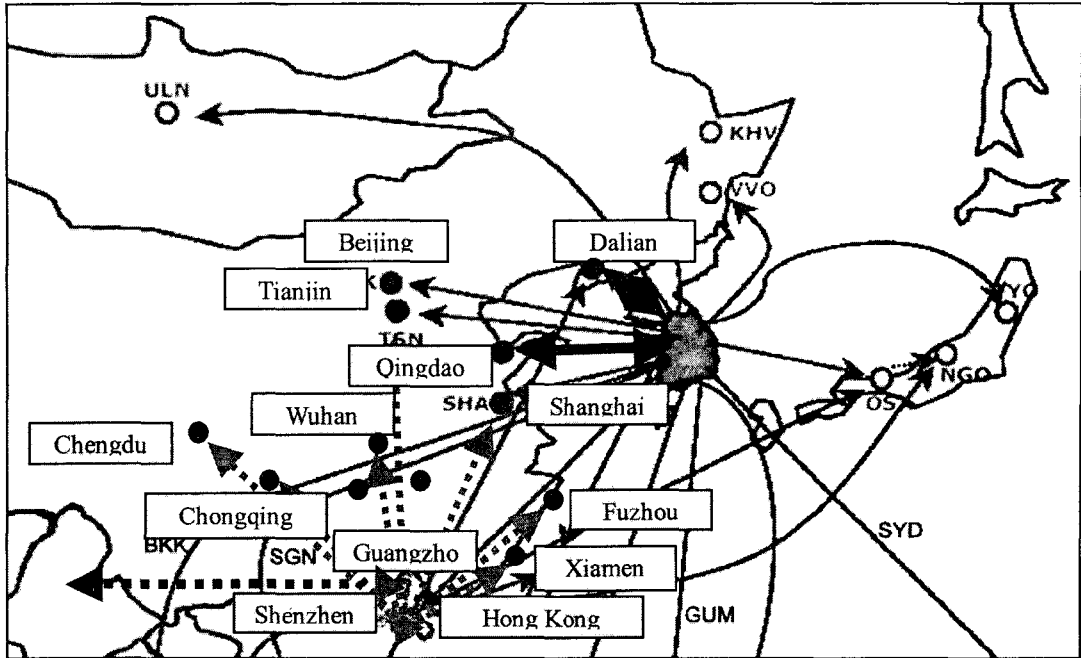 ULN
KHV
VVO
Beijing
Dalian
K
Tianjin
TSN
Qingdao
NGO
OS
SHA
Shanghai
Wuhan
Chengdu
Chongqing
Fuzhou
SYD
BKK
SGN
Guangzho
Xiamen
Shenzhen
Hong Kong
GUM